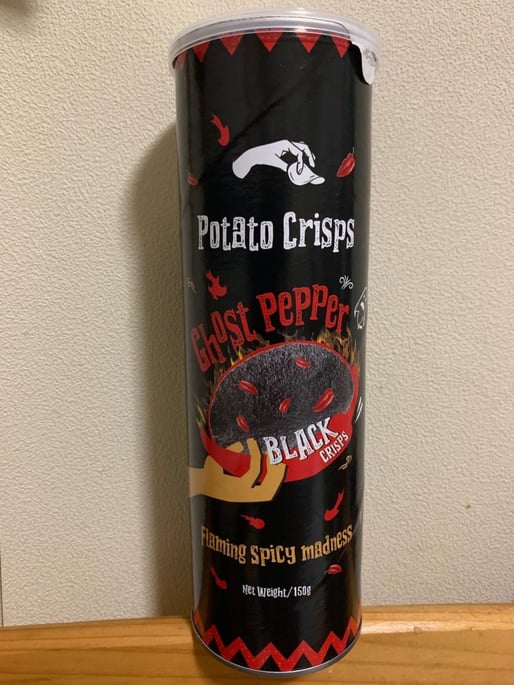 Potato Crisps
Ghost Pepper
BLACK
CRISPS
Flaming Spicy madness
Net Weight/150g